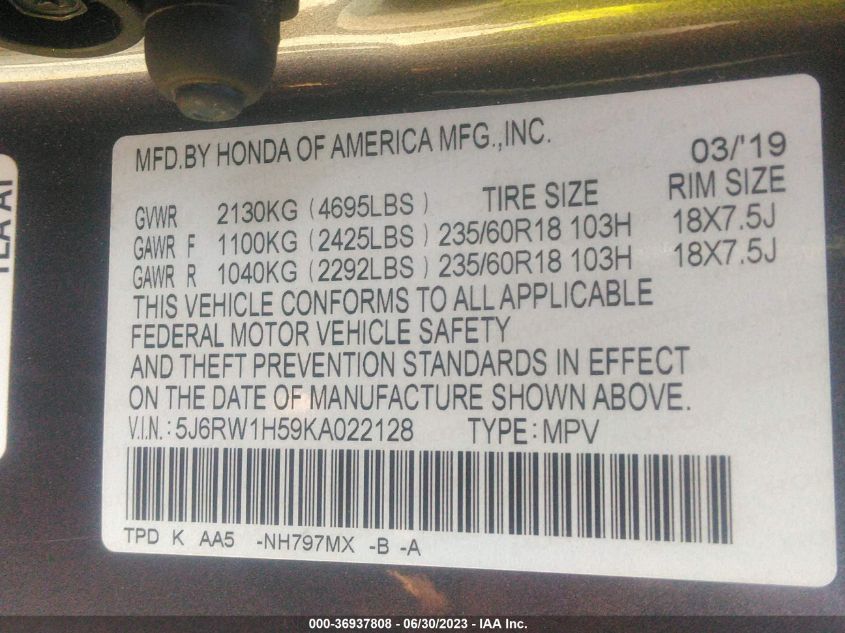 MFD.BY HONDA OF AMERICA MFG.,INC.
03/'19
GVWR 2130KG (4695LBS) TIRE SIZE RIM SIZE
GAWR F 1100KG (2425LBS) 235/60R18 103H 18X7.5J
GAWR R 1040KG (2292LBS) 235/60R18 103H 18X7.5J
THIS VEHICLE CONFORMS TO ALL APPLICABLE
FEDERAL MOTOR VEHICLE SAFETY
AND THEFT PREVENTION STANDARDS IN EFFECT
ON THE DATE OF MANUFACTURE SHOWN ABOVE.
V.I.N.: 5J6RW1H59KA022128 TYPE: MPV
TPD K AA5 -NH797MX -B -A
000-36937808 - 06/30/2023 - IAA Inc.